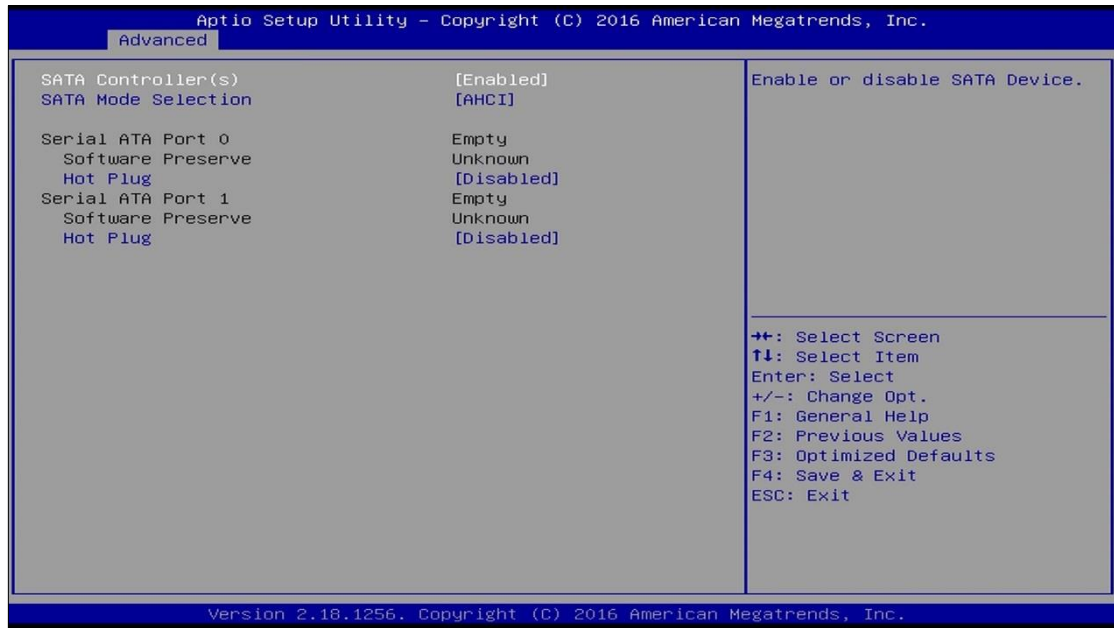 Aptio Setup Utility – Copyright (C) 2016 American Megatrends, Inc.
Advanced
SATA Controller(s) [Enabled]
SATA Mode Selection [AHCI]
Serial ATA Port 0 Empty
Software Preserve Unknown
Hot Plug [Disabled]
Serial ATA Port 1 Empty
Software Preserve Unknown
Hot Plug [Disabled]
Enable or disable SATA Device.
→←: Select Screen
↑↓: Select Item
Enter: Select
+/-: Change Opt.
F1: General Help
F2: Previous Values
F3: Optimized Defaults
F4: Save & Exit
ESC: Exit
Version 2.18.1256. Copyright (C) 2016 American Megatrends, Inc.